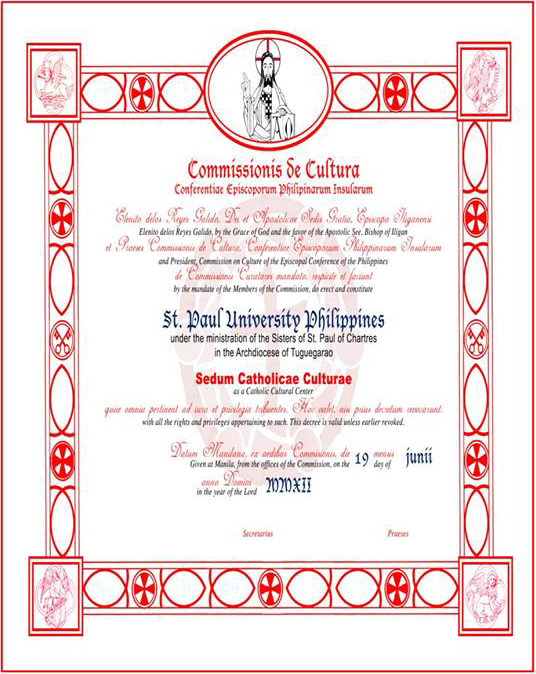 Commissionis de Cultura
Conferentiae Episcoporum Philipinarum Insularum
Elenito delos Reyes Galido, Dei et Apostolicae Sedis Gratia, Episcopo Iliganensi
Elenito delos Reyes Galido, by the Grace of God and the favor of the Apostolic See, Bishop of Iligan
et Praeses Commissionis de Cultura, Conferentiae Episcoporum Philippinarum Insularum
and President, Commission on Culture of the Episcopal Conference of the Philippines
de Commissionis Curatores mandato, respiste et faciunt
by the mandate of the Members of the Commission, do erect and constitute
St. Paul University Philippines
under the ministration of the Sisters of St. Paul of Chartres
in the Archdiocese of Tuguegarao
Sedum Catholicae Culturae
as a Catholic Cultural Center
quae omnia pertinent ad iura et privilegia tribuentes. Hoc valet, nisi prius decretum revocarunt.
with all the rights and privileges appertaining to such. This decree is valid unless earlier revoked.
Datum Manilana, ex aedibus Commissionis, die 19 mensis junii
Given at Manila, from the offices of the Commission, on the day of
anno Domini MMXII
in the year of the Lord
Secretarius Praeses